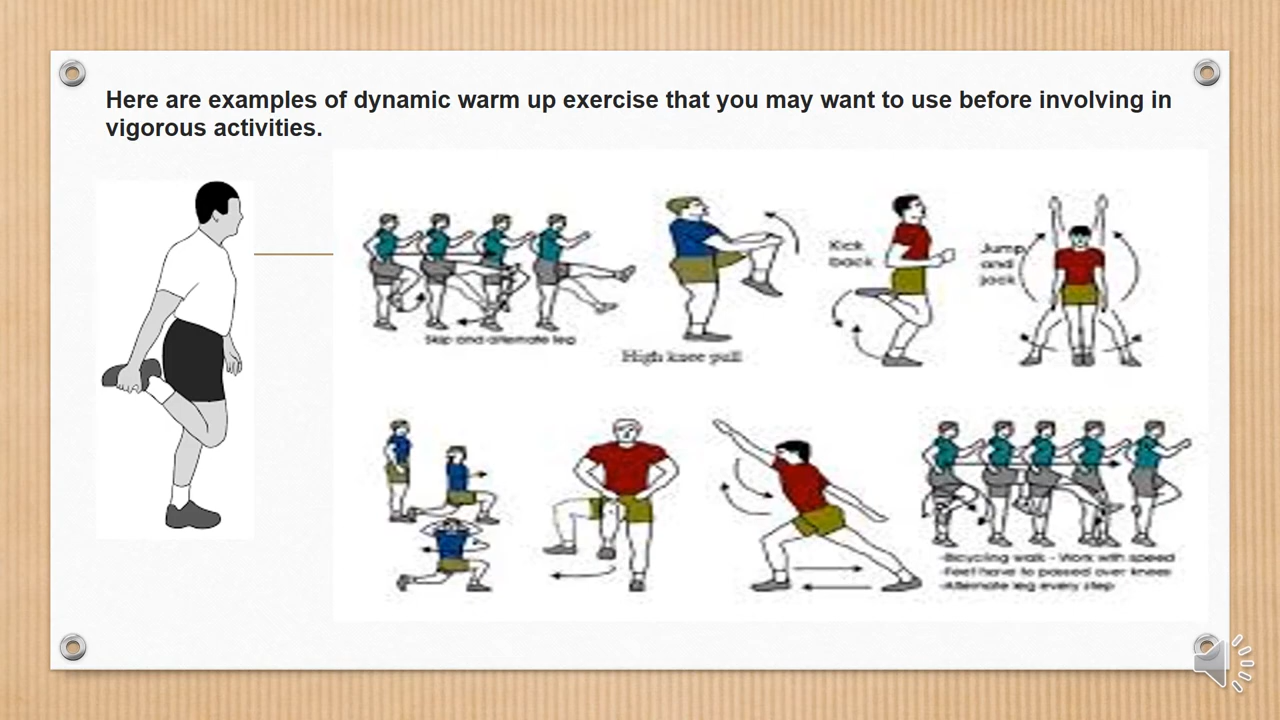 Here are examples of dynamic warm up exercise that you may want to use before involving in
vigorous activities.
Skip and alternate leg
High knee pull
Kick
back
Jump
and
jack
-Bicycling walk - Work with speed
-Feet have to passed over knees
-Alternate leg every step